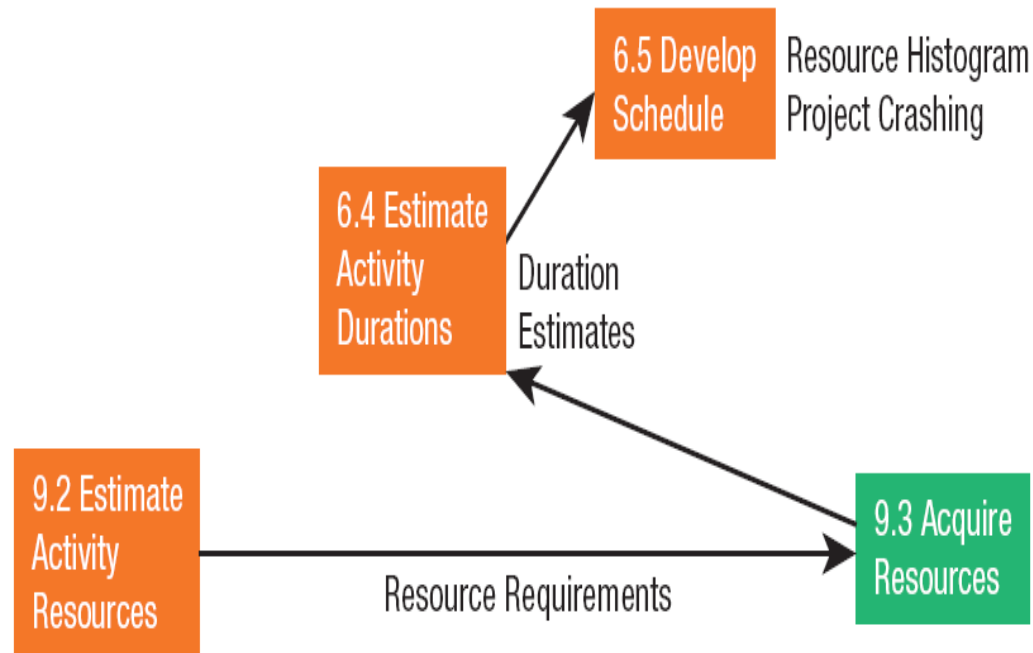 6.5 Develop
Schedule
Resource Histogram
Project Crashing
6.4 Estimate
Activity
Durations
Duration
Estimates
9.2 Estimate
Activity
Resources
Resource Requirements
9.3 Acquire
Resources